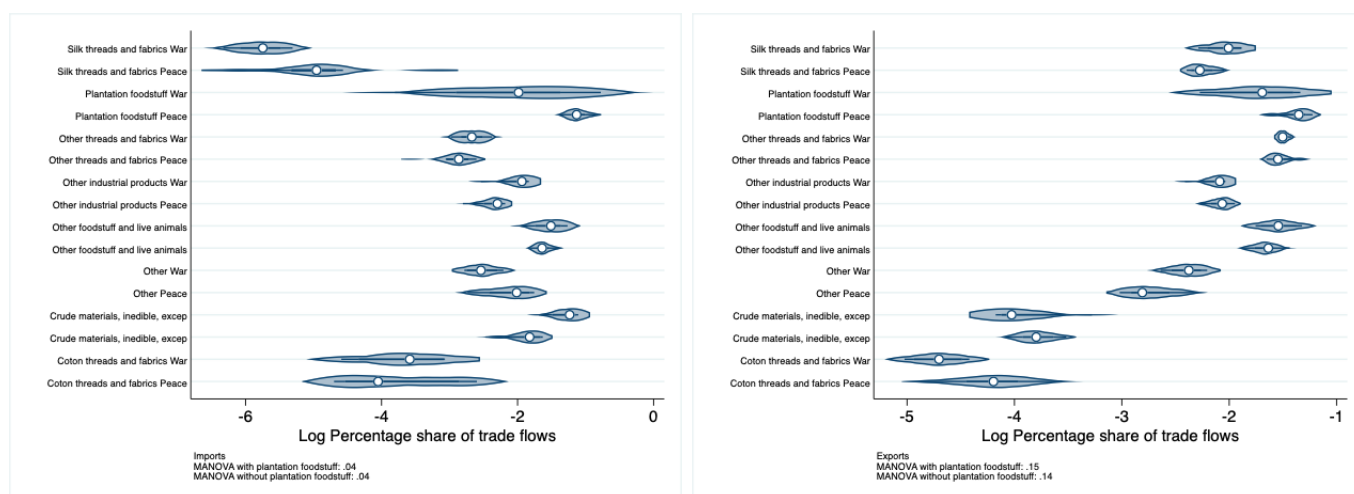 Silk threads and fabrics War
Silk threads and fabrics Peace
Plantation foodstuff War
Plantation foodstuff Peace
Other threads and fabrics War
Other threads and fabrics Peace
Other industrial products War
Other industrial products Peace
Other foodstuff and live animals
Other foodstuff and live animals
Other War
Other Peace
Crude materials, inedible, excep
Crude materials, inedible, excep
Coton threads and fabrics War
Coton threads and fabrics Peace
-6 -4 -2 0
Log Percentage share of trade flows
Imports
MANOVA with plantation foodstuff: .04
MANOVA without plantation foodstuff: .04
Silk threads and fabrics War
Silk threads and fabrics Peace
Plantation foodstuff War
Plantation foodstuff Peace
Other threads and fabrics War
Other threads and fabrics Peace
Other industrial products War
Other industrial products Peace
Other foodstuff and live animals
Other foodstuff and live animals
Other War
Other Peace
Crude materials, inedible, excep
Crude materials, inedible, excep
Coton threads and fabrics War
Coton threads and fabrics Peace
-5 -4 -3 -2 -1
Log Percentage share of trade flows
Exports
MANOVA with plantation foodstuff: .15
MANOVA without plantation foodstuff: .14